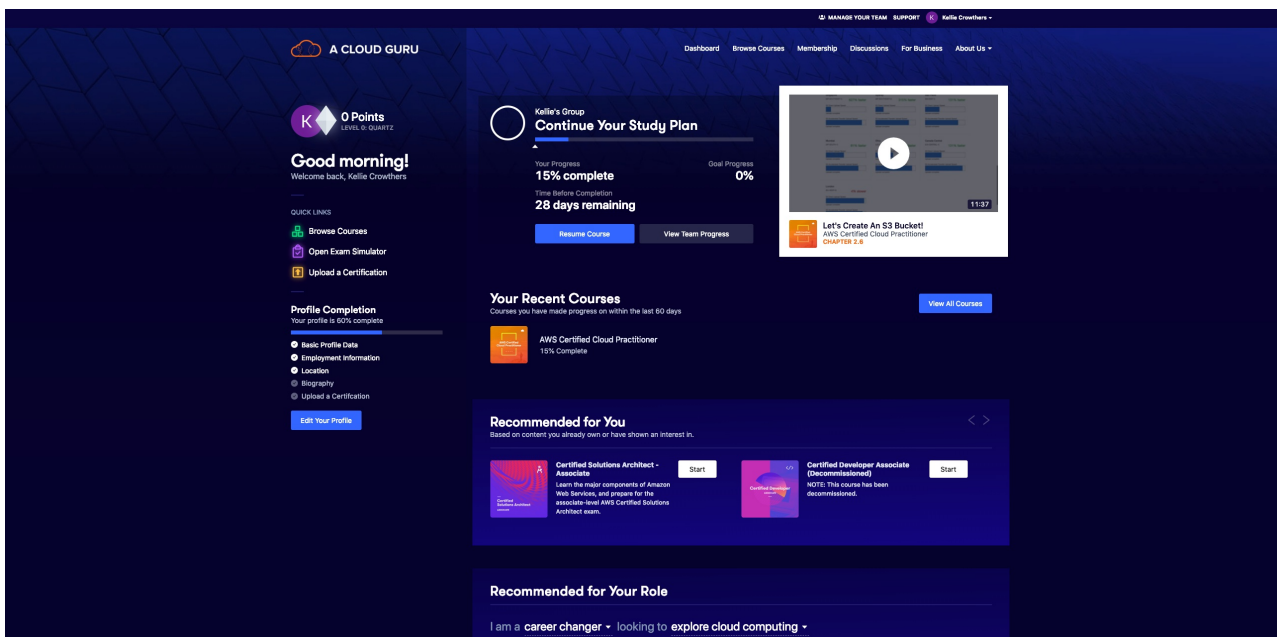 MANAGE YOUR TEAM SUPPORT K Kellie Crowthers
A CLOUD GURU
Dashboard Browse Courses Membership Discussions For Business About Us
K
0 Points
LEVEL 0: QUARTZ
Good morning!
Welcome back, Kellie Crowthers
QUICK LINKS
Browse Courses
Open Exam Simulator
Upload a Certification
Profile Completion
Your profile is 60% complete
Basic Profile Data
Employment Information
Location
Biography
Upload a Certifcation
Edit Your Profile
Kellie's Group
Continue Your Study Plan
Your Progress
15% complete
Goal Progress
0%
Time Before Completion
28 days remaining
Resume Course
View Team Progress
11:37
Let's Create An S3 Bucket!
AWS Certified Cloud Practitioner
CHAPTER 2.6
Your Recent Courses
Courses you have made progress on within the last 60 days
View All Courses
AWS Certified Cloud Practitioner
15% Complete
Recommended for You
Based on content you already own or have shown an interest in.
Certified
Solutions Architect
Certified Solutions Architect -
Associate
Learn the major components of Amazon
Web Services, and prepare for the
associate-level AWS Certified Solutions
Architect exam.
Start
Certified Developer
Certified Developer Associate
(Decommissioned)
NOTE: This course has been
decommissioned.
Start
Recommended for Your Role
I am a career changer looking to explore cloud computing